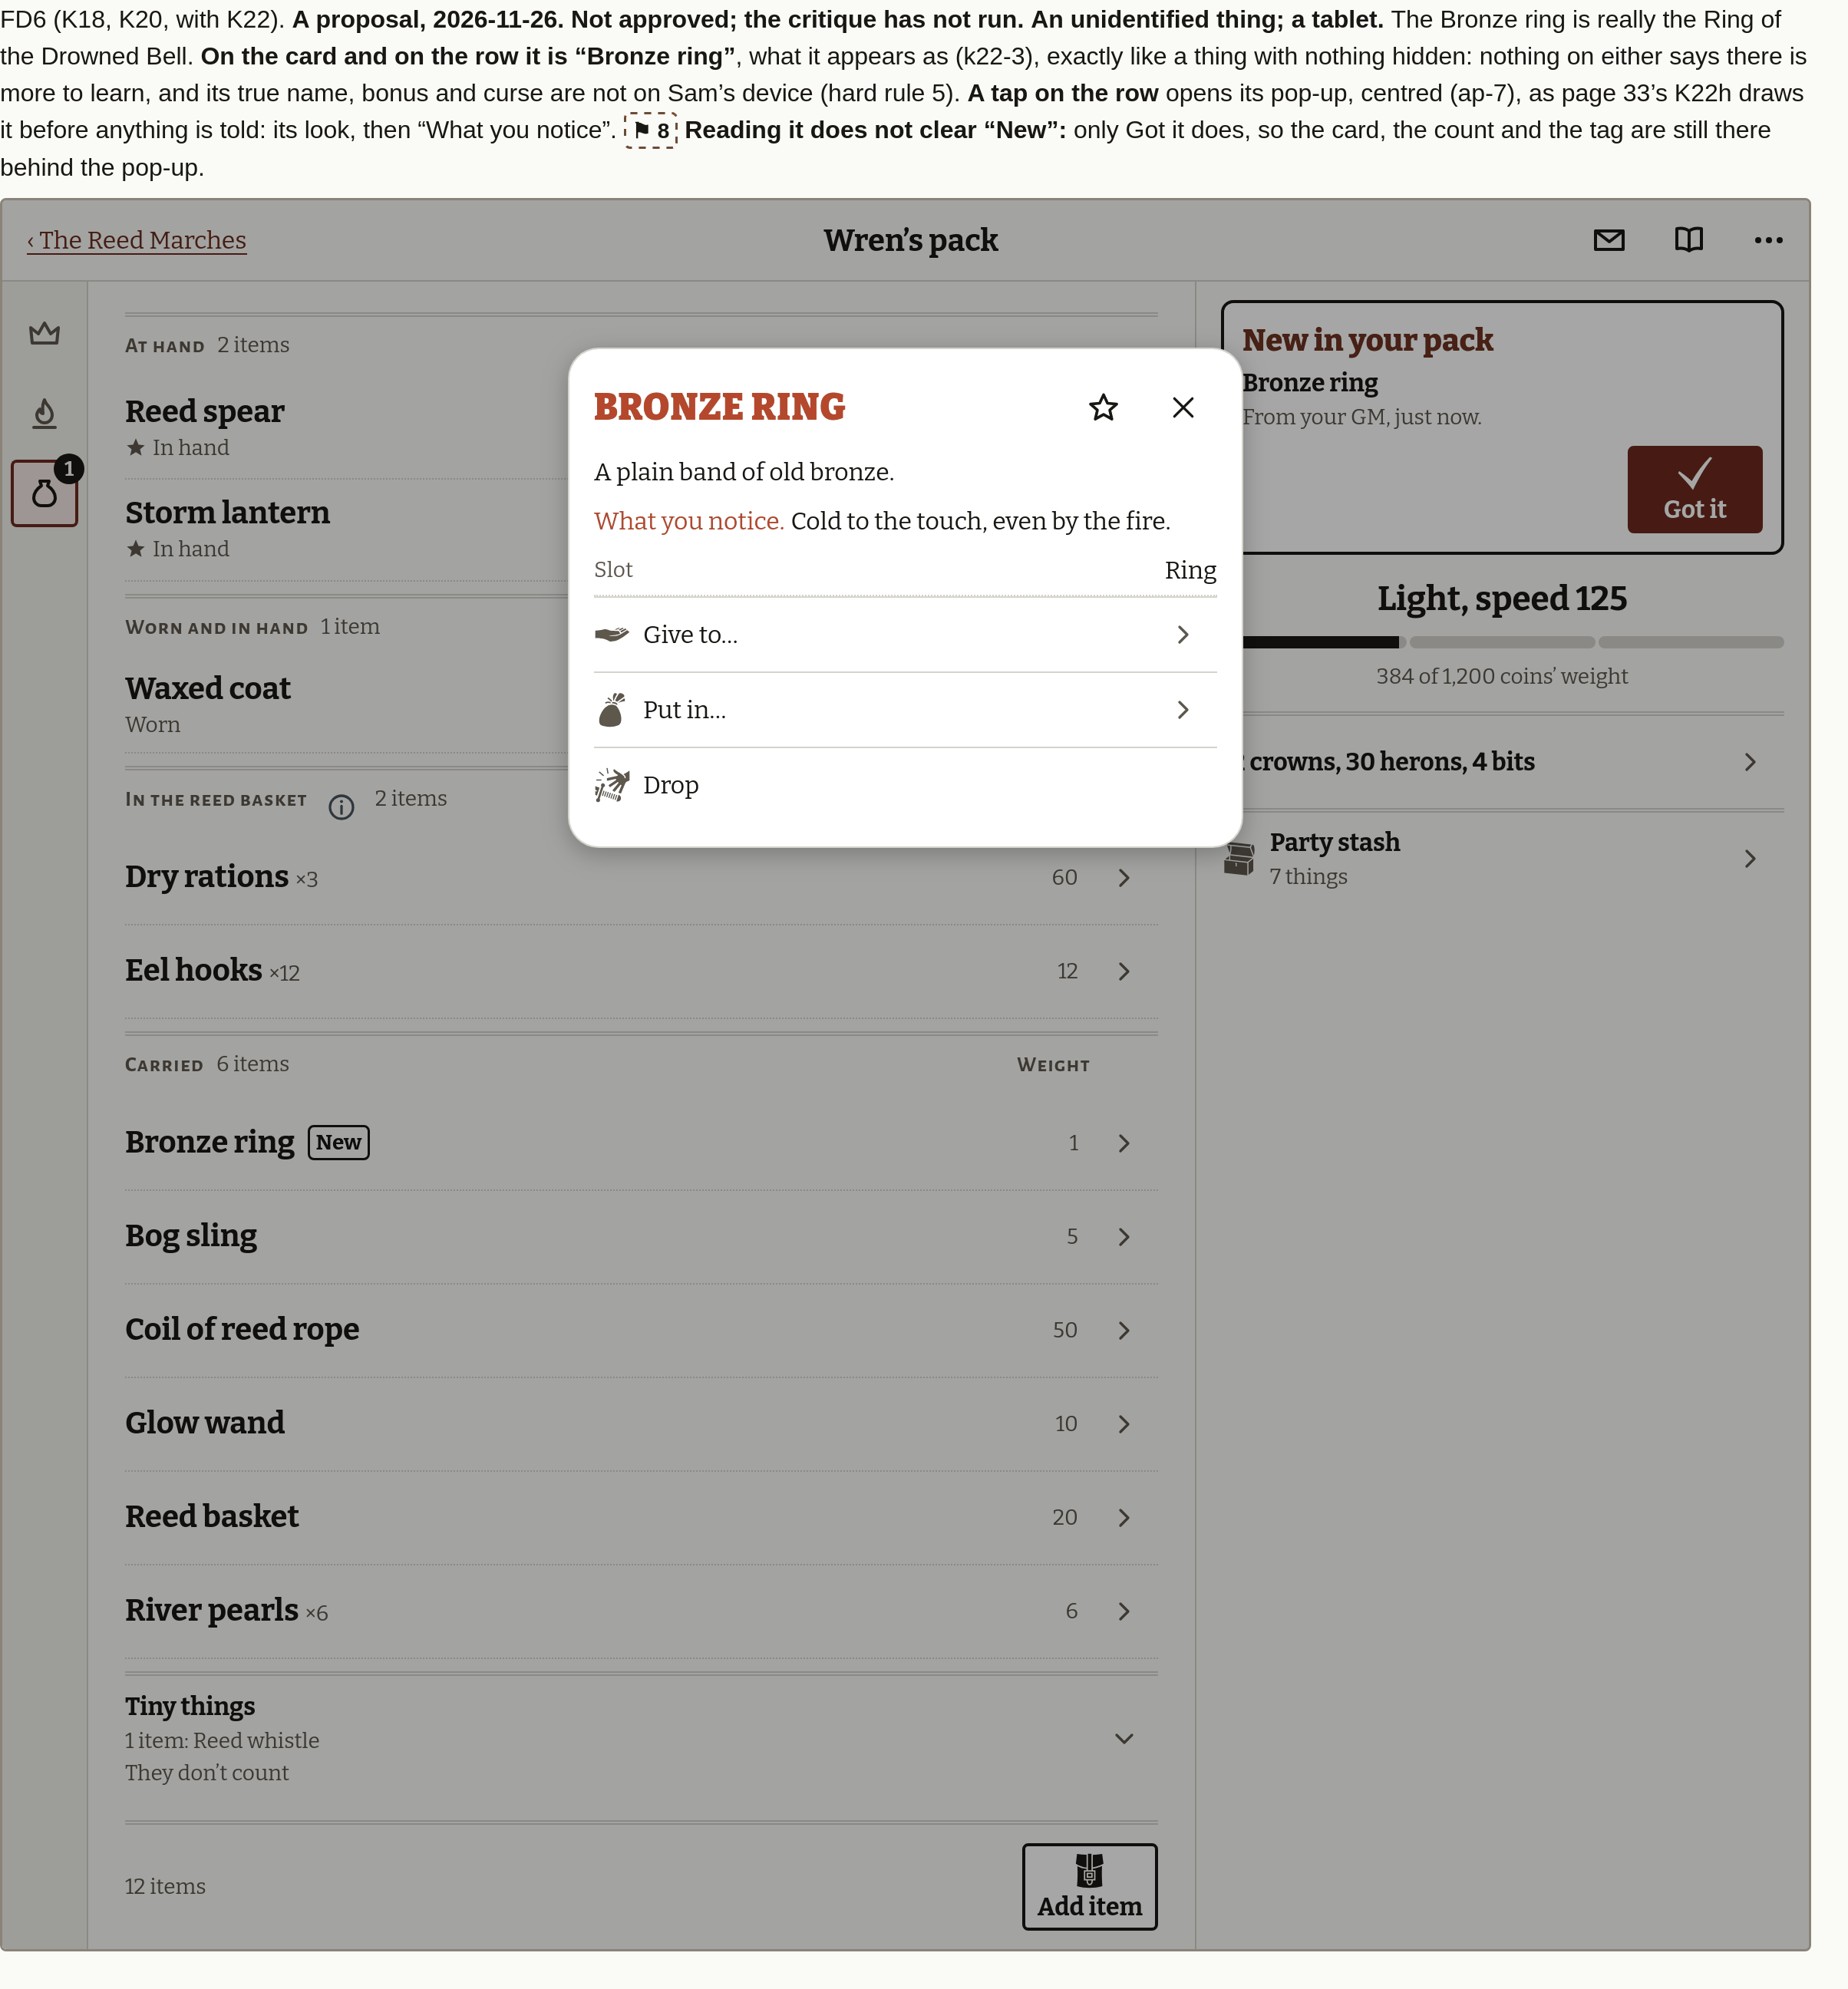 FD6 (K18, K20, with K22). A proposal, 2026-11-26. Not approved; the critique has not run. An unidentified thing; a tablet. The Bronze ring is really the Ring of
the Drowned Bell. On the card and on the row it is “Bronze ring”, what it appears as (k22-3), exactly like a thing with nothing hidden: nothing on either says there is
more to learn, and its true name, bonus and curse are not on Sam’s device (hard rule 5). A tap on the row opens its pop-up, centred (ap-7), as page 33’s K22h draws
it before anything is told: its look, then “What you notice”. ⚑ 8 Reading it does not clear “New”: only Got it does, so the card, the count and the tag are still there
behind the pop-up.
‹ The Reed Marches
Wren’s pack
1
At hand 2 items
Reed spear
★ In hand
Storm lantern
★ In hand
Worn and in hand 1 item
Waxed coat
Worn
In the reed basket 2 items
Dry rations ×3 60
Eel hooks ×12 12
Carried 6 items Weight
Bronze ring New 1
Bog sling 5
Coil of reed rope 50
Glow wand 10
Reed basket 20
River pearls ×6 6
Tiny things
1 item: Reed whistle
They don’t count
12 items
Add item
BRONZE RING
A plain band of old bronze.
What you notice. Cold to the touch, even by the fire.
Slot Ring
Give to…
Put in…
Drop
New in your pack
Bronze ring
From your GM, just now.
Got it
Light, speed 125
384 of 1,200 coins’ weight
crowns, 30 herons, 4 bits
Party stash
7 things